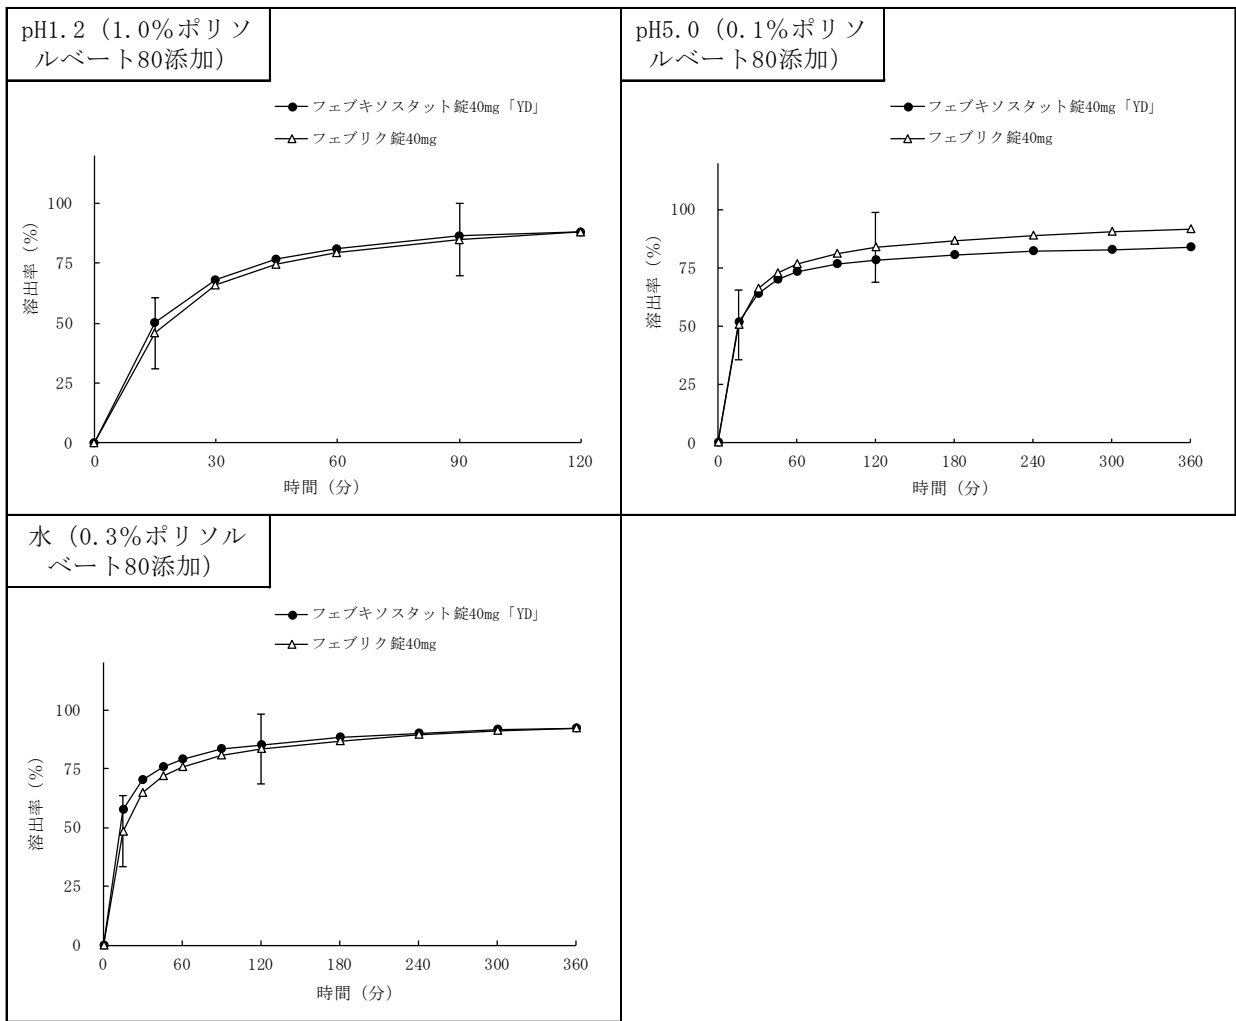 pH1.2（1.0%ポリソ
ルベート80添加）
フェブキソスタット錠40mg「YD」
フェブリク錠40mg
溶出率（%）
100
75
50
25
0
0 30 60 90 120
時間（分）
pH5.0（0.1%ポリソ
ルベート80添加）
フェブキソスタット錠40mg「YD」
フェブリク錠40mg
溶出率（%）
100
75
50
25
0
0 60 120 180 240 300 360
時間（分）
水（0.3%ポリソル
ベート80添加）
フェブキソスタット錠40mg「YD」
フェブリク錠40mg
溶出率（%）
100
75
50
25
0
0 60 120 180 240 300 360
時間（分）